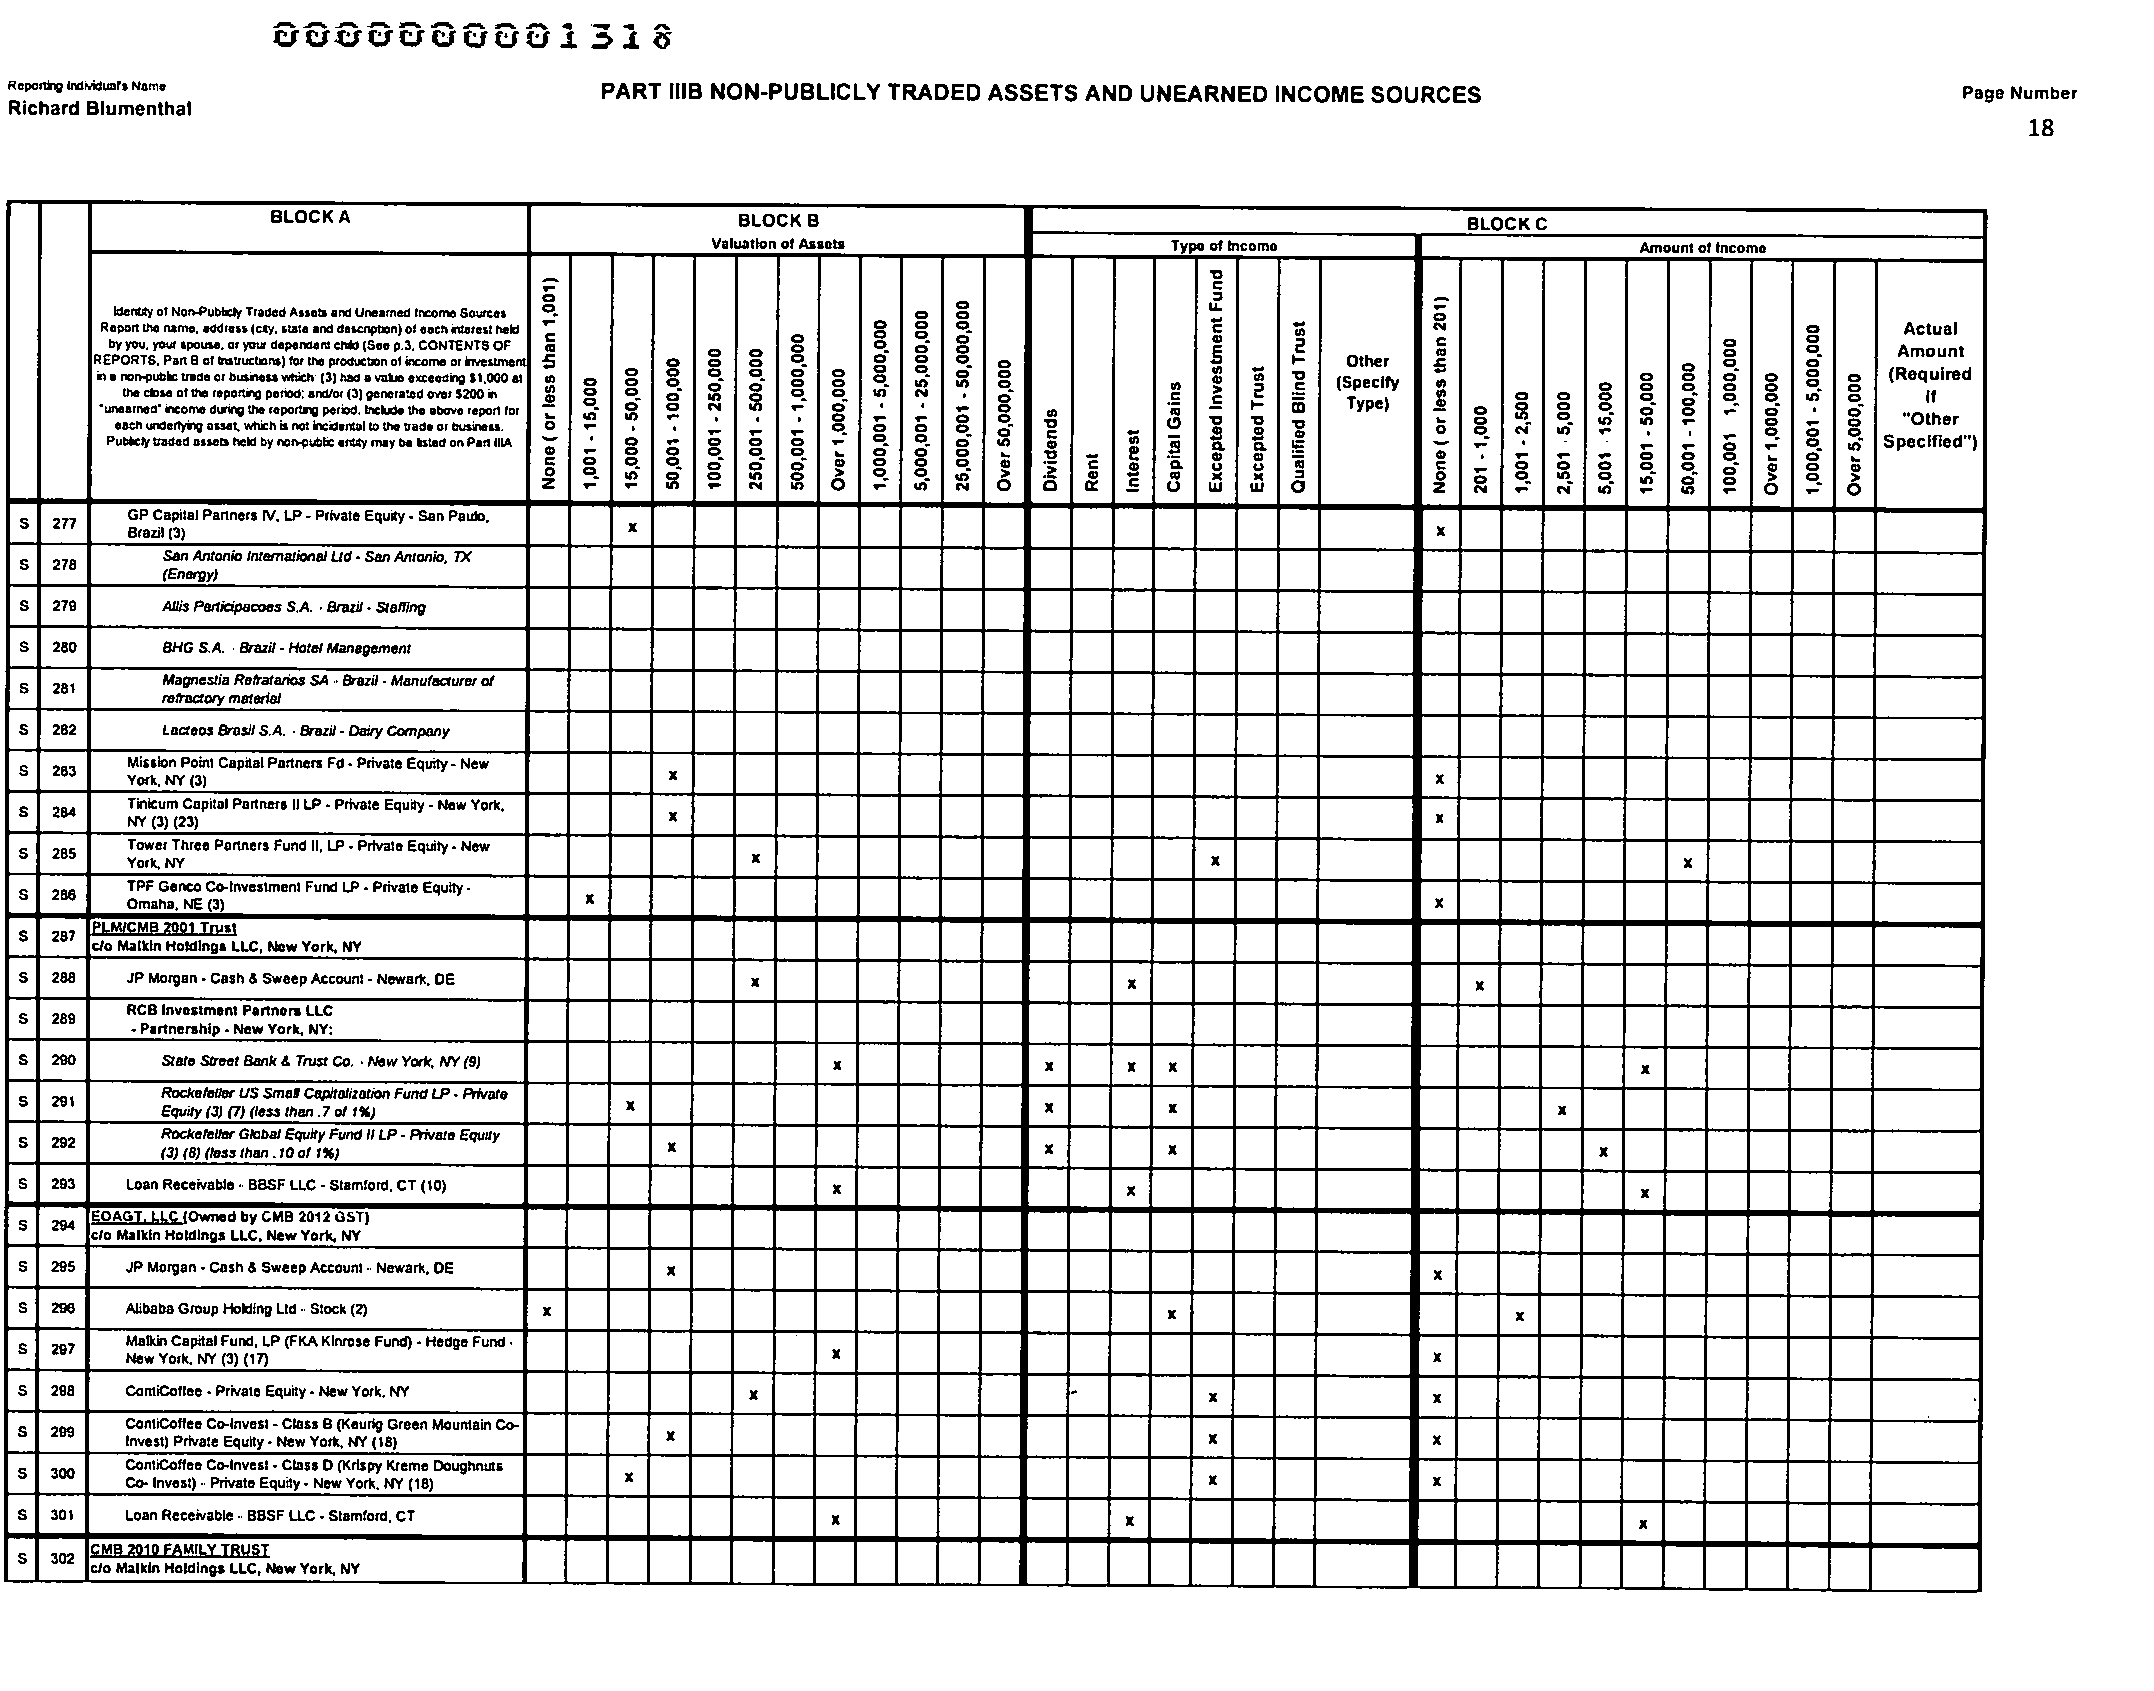 0000000001318
Reporting Individual's Name
Richard Blumenthal
PART IIIB NON-PUBLICLY TRADED ASSETS AND UNEARNED INCOME SOURCES
Page Number
18
BLOCK A
BLOCK B
BLOCK C
Valuation of Assets
Type of Income
Amount of Income
Identity of Non-Publicly Traded Assets and Unearned Income Sources
Report the name, address (city, state and description) of each interest held
by you, your spouse, or your dependent child (See p.3, CONTENTS OF
REPORTS, Part B of Instructions) for the production of income or investment
in a non-public trade or business which: (3) had a value exceeding $1,000 at
the close of the reporting period; and/or (3) generated over $200 in
"unearned" income during the reporting period. Include the above report for
each underlying asset, which is not incidental to the trade or business.
Publicly traded assets held by non-public entity may be listed on Part IIIA
None ( or less than 1,001)
1,001 - 15,000
15,000 - 50,000
50,001 - 100,000
100,001 - 250,000
250,001 - 500,000
500,001 - 1,000,000
Over 1,000,000
1,000,001 - 5,000,000
5,000,001 - 25,000,000
25,000,001 - 50,000,000
Over 50,000,000
Dividends
Rent
Interest
Capital Gains
Excepted Investment Fund
Excepted Trust
Qualified Blind Trust
Other
(Specify
Type)
None ( or less than 201)
201 - 1,000
1,001 - 2,500
2,501 - 5,000
5,001 - 15,000
15,001 - 50,000
50,001 - 100,000
100,001 1,000,000
Over 1,000,000
1,000,001 - 5,000,000
Over 5,000,000
Actual
Amount
(Required
If
"Other
Specified")
S 277 GP Capital Partners IV, LP - Private Equity - San Paulo, x x
Brazil (3)
S 278 San Antonio International Ltd - San Antonio, TX
(Energy)
S 279 Allis Participacoes S.A. - Brazil - Staffing
S 280 BHG S.A. - Brazil - Hotel Management
S 281 Magnestia Refratarios SA - Brazil - Manufacturer of
refractory material
S 282 Lacteos Brasil S.A. - Brazil - Dairy Company
S 283 Mission Point Capital Partners Fd - Private Equity - New x x
York, NY (3)
S 284 Tinicum Capital Partners II LP - Private Equity - New York, x x
NY (3) (23)
S 285 Tower Three Partners Fund II, LP - Private Equity - New x x x
York, NY
S 286 TPF Genco Co-Investment Fund LP - Private Equity - x x
Omaha, NE (3)
S 287 PLM/CMB 2001 Trust
c/o Malkin Holdings LLC, New York, NY
S 288 JP Morgan - Cash & Sweep Account - Newark, DE x x x
S 289 RCB Investment Partners LLC
- Partnership - New York, NY:
S 290 State Street Bank & Trust Co. - New York, NY (9) x x x x x
S 291 Rockefeller US Small Capitalization Fund LP - Private x x x x
Equity (3) (7) (less than .7 of 1%)
S 292 Rockefeller Global Equity Fund II LP - Private Equity x x x x
(3) (8) (less than .10 of 1%)
S 293 Loan Receivable - BBSF LLC - Stamford, CT (10) x x x
S 294 EOAGT, LLC (Owned by CMB 2012 GST)
c/o Malkin Holdings LLC, New York, NY
S 295 JP Morgan - Cash & Sweep Account - Newark, DE x x
S 296 Alibaba Group Holding Ltd - Stock (2) x x x
S 297 Malkin Capital Fund, LP (FKA Kinrose Fund) - Hedge Fund - x x
New York, NY (3) (17)
S 298 ContiCoffee - Private Equity - New York, NY x x x
S 299 ContiCoffee Co-Invest - Class B (Keurig Green Mountain Co- x x x
Invest) Private Equity - New York, NY (18)
S 300 ContiCoffee Co-Invest - Class D (Krispy Kreme Doughnuts x x x
Co- Invest) - Private Equity - New York, NY (18)
S 301 Loan Receivable - BBSF LLC - Stamford, CT x x x
S 302 CMB 2010 FAMILY TRUST
c/o Malkin Holdings LLC, New York, NY